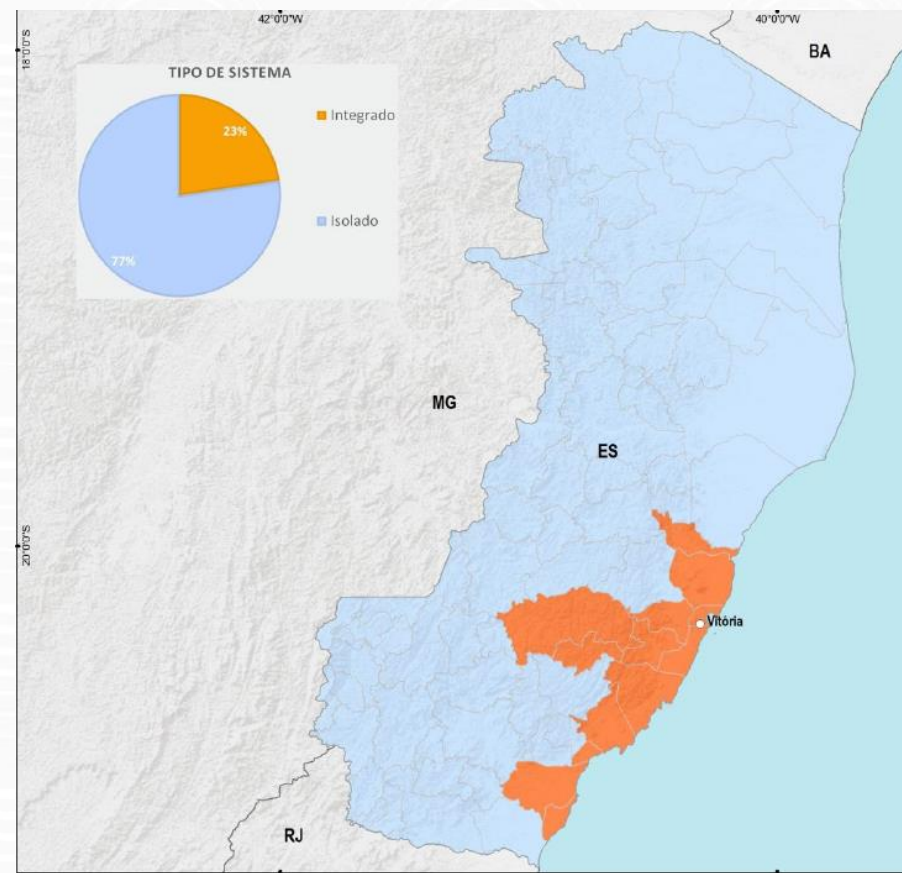 42°0'0"W
40°0'0"W
18°0'0"S
BA
TIPO DE SISTEMA
23%
Integrado
Isolado
77%
MG
ES
20°0'0"S
Vitória
RJ